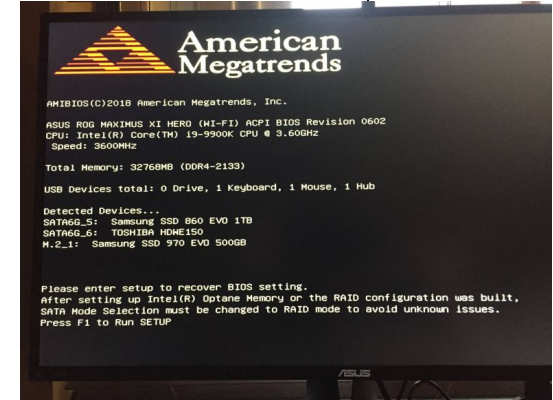 American
Megatrends
AMIBIOS(C)2018 American Megatrends, Inc.
ASUS ROG MAXIMUS XI HERO (WI-FI) ACPI BIOS Revision 0602
CPU: Intel(R) Core(TM) i9-9900K CPU @ 3.60GHz
Speed: 3600MHz
Total Memory: 32768MB (DDR4-2133)
USB Devices total: 0 Drive, 1 Keyboard, 1 Mouse, 1 Hub
Detected Devices...
SATA6G_5: Samsung SSD 860 EVO 1TB
SATA6G_6: TOSHIBA HDWE150
M.2_1: Samsung SSD 970 EVO 500GB
Please enter setup to recover BIOS setting.
After setting up Intel(R) Optane Memory or the RAID configuration was built,
SATA Mode Selection must be changed to RAID mode to avoid unknown issues.
Press F1 to Run SETUP
ASUS